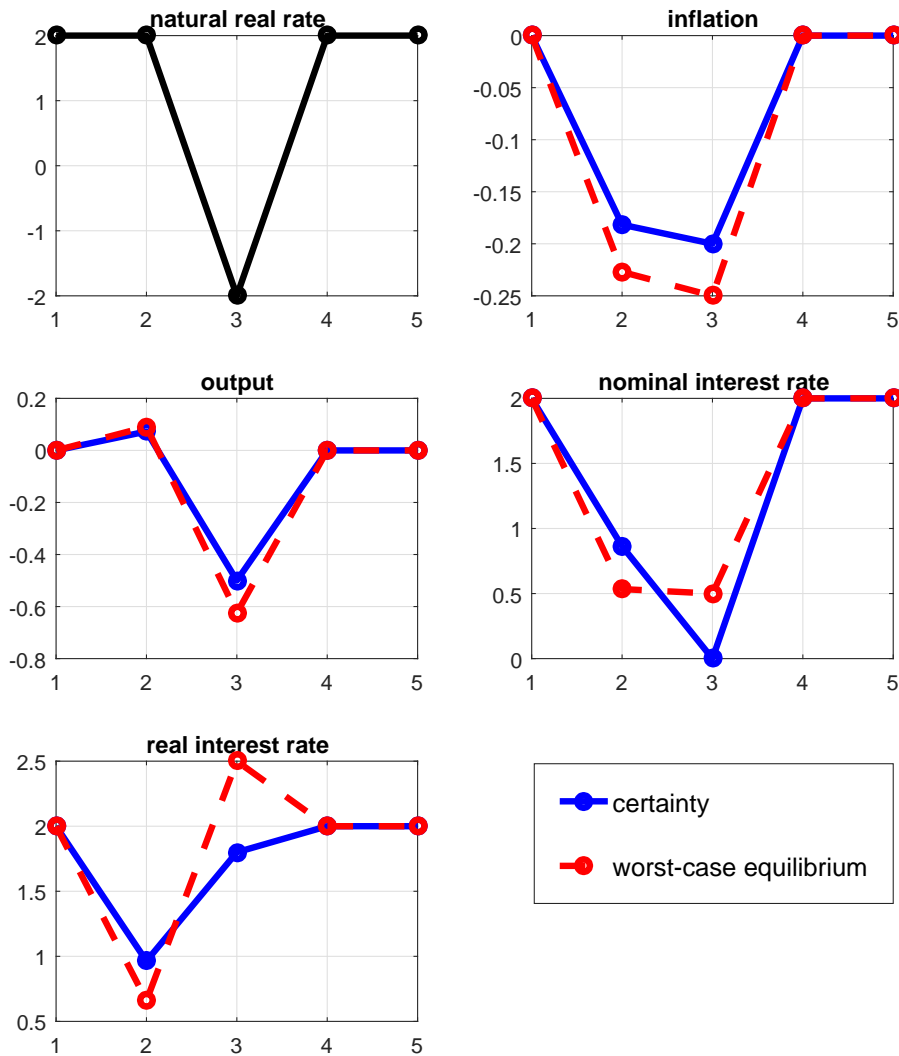 natural real rate
2
1
0
-1
-2
1 2 3 4 5
inflation
0
-0.05
-0.1
-0.15
-0.2
-0.25
1 2 3 4 5
output
0.2
0
-0.2
-0.4
-0.6
-0.8
1 2 3 4 5
nominal interest rate
2
1.5
1
0.5
0
1 2 3 4 5
real interest rate
2.5
2
1.5
1
0.5
1 2 3 4 5
certainty
worst-case equilibrium